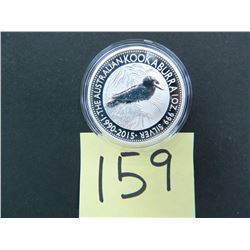 ·THE AUSTRALIAN KOOKABURRA 1 OZ 999 SILVER·
1990-2015
159